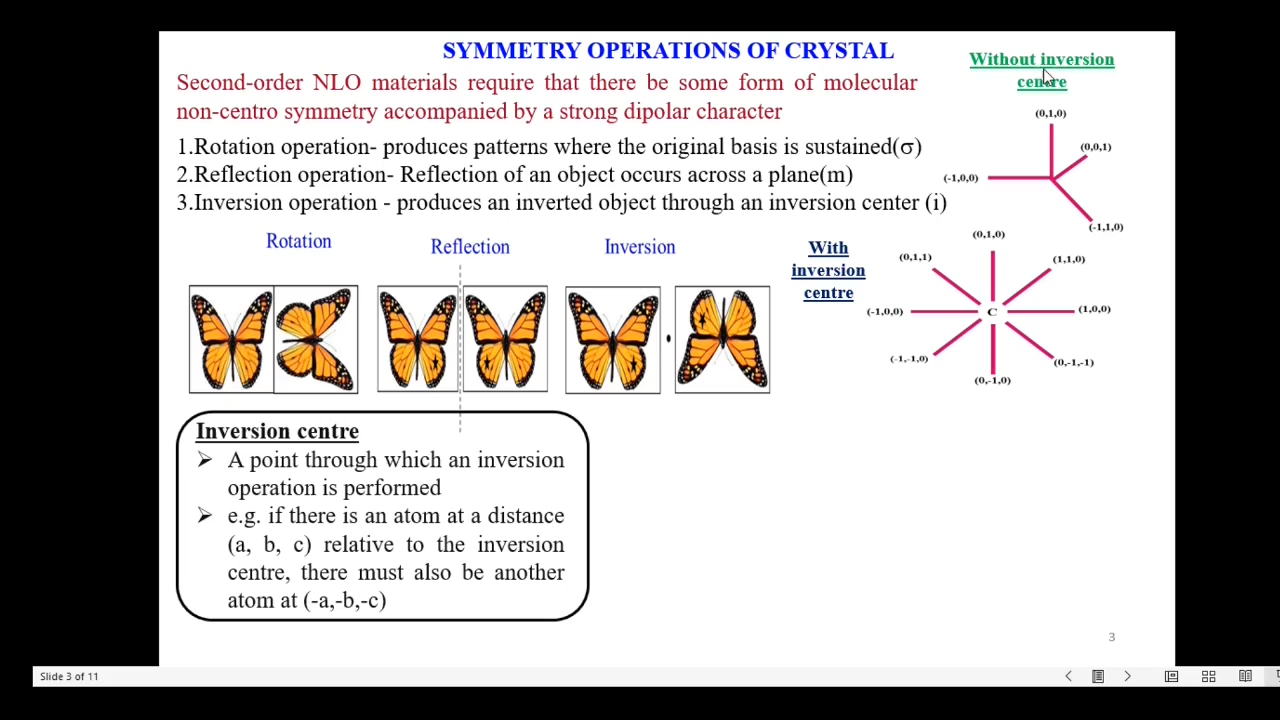 SYMMETRY OPERATIONS OF CRYSTAL
Second-order NLO materials require that there be some form of molecular
non-centro symmetry accompanied by a strong dipolar character
1.Rotation operation- produces patterns where the original basis is sustained(σ)
2.Reflection operation- Reflection of an object occurs across a plane(m)
3.Inversion operation - produces an inverted object through an inversion center (i)
Without inversion
centre
(0,1,0)
(0,0,1)
(-1,0,0)
(-1,1,0)
Rotation
Reflection
Inversion
With
inversion
centre
(0,1,0)
(0,1,1)
(1,1,0)
(-1,0,0)
C
(1,0,0)
(-1,-1,0)
(0,-1,-1)
(0,-1,0)
Inversion centre
A point through which an inversion
operation is performed
e.g. if there is an atom at a distance
(a, b, c) relative to the inversion
centre, there must also be another
atom at (-a,-b,-c)
3
Slide 3 of 11